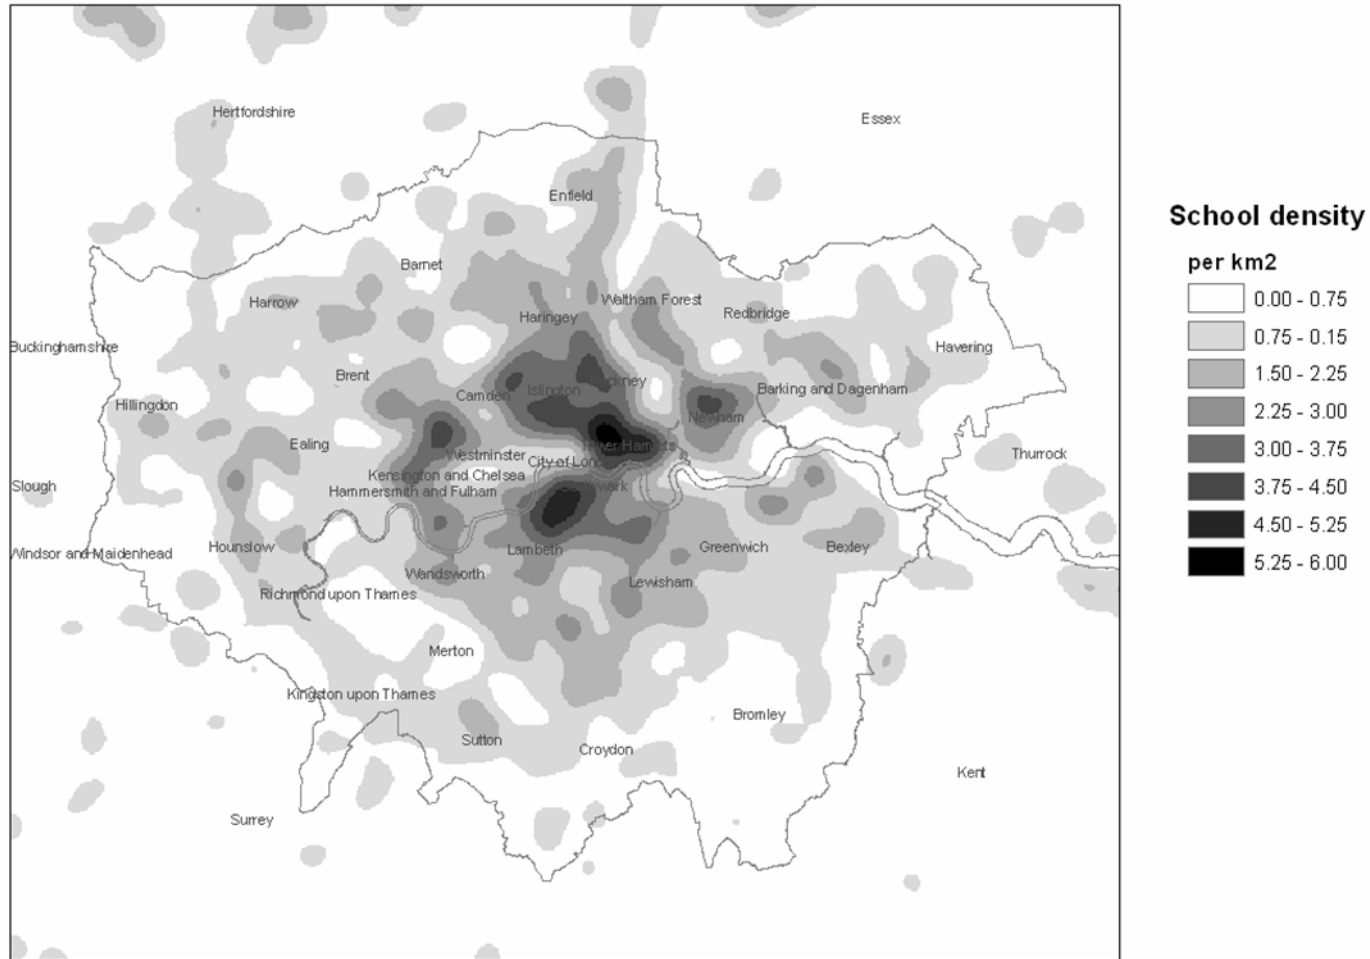 Hertfordshire
Essex
Enfield
Barnet
Harrow
Waltham Forest
Haringey
Redbridge
Buckinghamshire
Havering
Brent
Hackney
Camden
Islington
Barking and Dagenham
Hillingdon
Newham
Ealing
Tower Hamlets
Westminster
City of Lon
Thurrock
Kensington and Chelsea
Slough
Southwark
Hammersmith and Fulham
Hounslow
Lambeth
Greenwich
Bexley
Windsor and Maidenhead
Wandsworth
Lewisham
Richmond upon Thames
Merton
Kingston upon Thames
Bromley
Sutton
Croydon
Kent
Surrey
School density
per km2
0.00 - 0.75
0.75 - 0.15
1.50 - 2.25
2.25 - 3.00
3.00 - 3.75
3.75 - 4.50
4.50 - 5.25
5.25 - 6.00